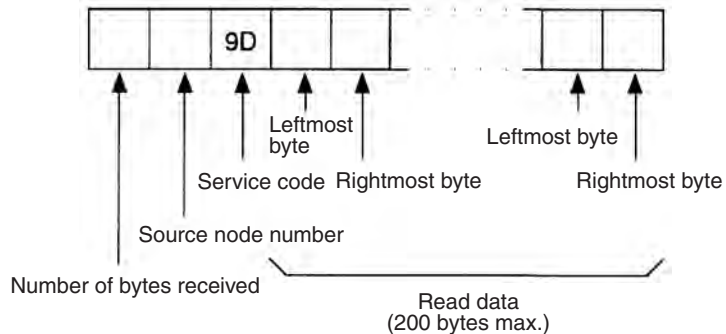 9D
Leftmost
byte
Leftmost byte
Service code
Rightmost byte
Rightmost byte
Source node number
Number of bytes received
Read data
(200 bytes max.)